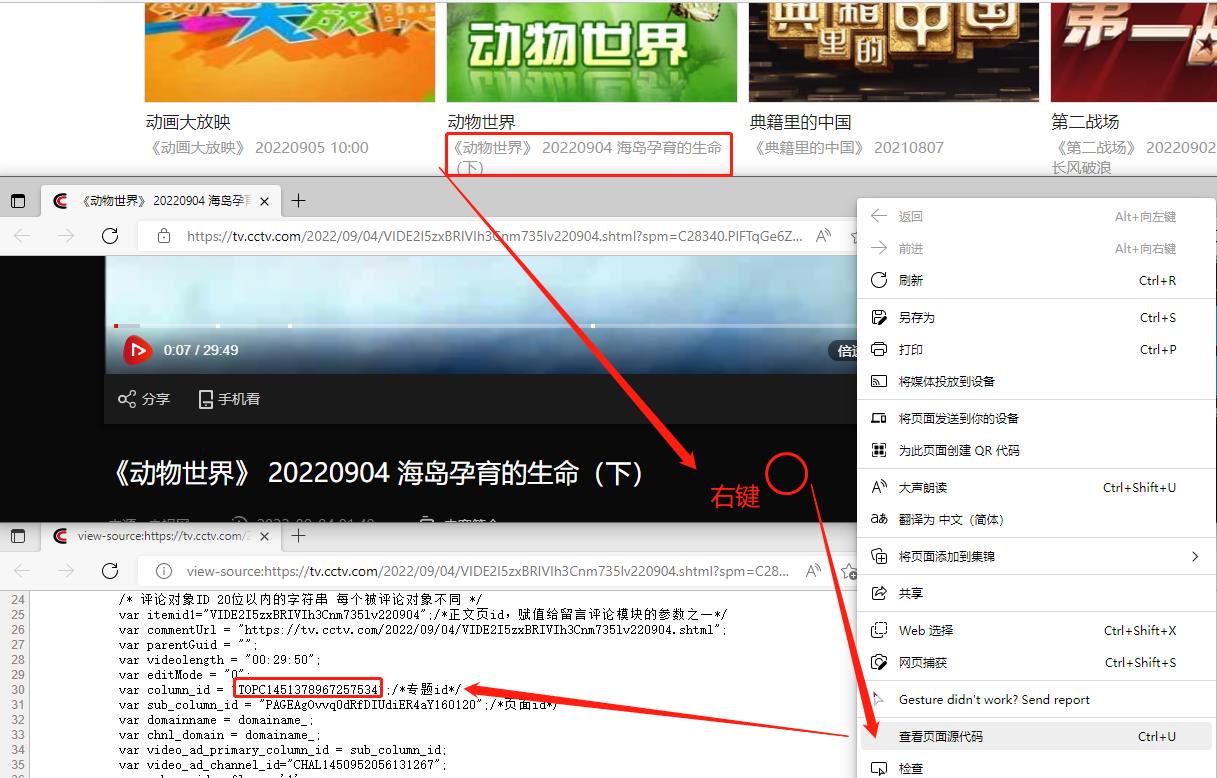 动画大放映
动物世界
典籍里的中国
第二战场
《动画大放映》 20220905 10:00
《动物世界》 20220904 海岛孕育的生命
（下）
《典籍里的中国》 20210807
《第二战场》 20220902
长风破浪
《动物世界》 20220904 海岛孕
https://tv.cctv.com/2022/09/04/VIDE2I5zxBRIVIh3Cnm735lv220904.shtml?spm=C28340.PlFTqGe6Z...
0:07 / 29:49
倍速
分享
手机看
《动物世界》 20220904 海岛孕育的生命（下）
右键
返回 Alt+向左键
前进 Alt+向右键
刷新 Ctrl+R
另存为 Ctrl+S
打印 Ctrl+P
将媒体投放到设备
将页面发送到你的设备
为此页面创建 QR 代码
大声朗读 Ctrl+Shift+U
翻译为 中文（简体）
将页面添加到集锦
共享
Web 选择 Ctrl+Shift+X
网页捕获 Ctrl+Shift+S
Gesture didn't work? Send report
查看页面源代码 Ctrl+U
检查
view-source:https://tv.cctv.com/2
view-source:https://tv.cctv.com/2022/09/04/VIDE2I5zxBRIVIh3Cnm735lv220904.shtml?spm=C28...
24 /* 评论对象ID 20位以内的字符串 每个被评论对象不同 */
25 var itemid1="VIDE2I5zxBRIVIh3Cnm735lv220904";/*正文页id，赋值给留言评论模块的参数之一*/
26 var commentUrl = "https://tv.cctv.com/2022/09/04/VIDE2I5zxBRIVIh3Cnm735lv220904.shtml";
27 var parentGuid = "";
28 var videolength = "00:29:50";
29 var editMode = "0";
30 var column_id = "TOPC1451378967257534";/*专题id*/
31 var sub_column_id = "PAGEAgOvvqOdRfDIUdiER4aY160120";/*页面id*/
32 var dateinname = domainname_;
33 var chnl_domain = domainame_;
34 var video_ad_primary_column_id = sub_column_id;
35 var video_ad_channel_id="CHAL1450952056131267";